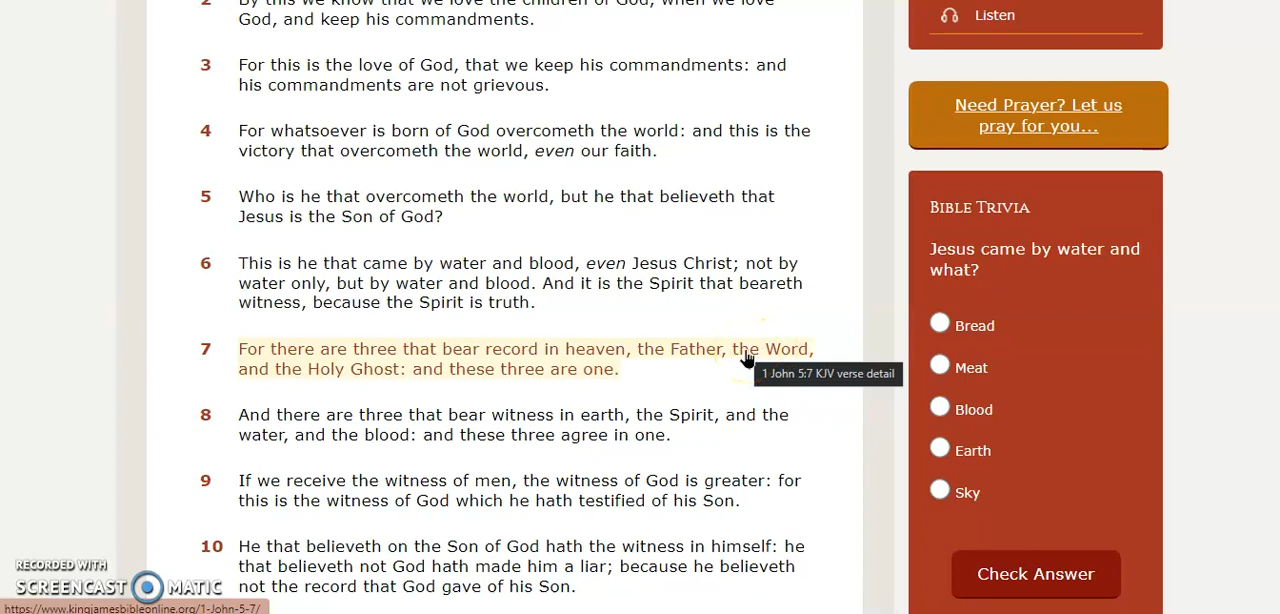 2 By this we know that we love the children of God, when we love
God, and keep his commandments.
3 For this is the love of God, that we keep his commandments: and
his commandments are not grievous.
4 For whatsoever is born of God overcometh the world: and this is the
victory that overcometh the world, even our faith.
5 Who is he that overcometh the world, but he that believeth that
Jesus is the Son of God?
6 This is he that came by water and blood, even Jesus Christ; not by
water only, but by water and blood. And it is the Spirit that beareth
witness, because the Spirit is truth.
7 For there are three that bear record in heaven, the Father, the Word,
and the Holy Ghost: and these three are one.
1 John 5:7 KJV verse detail
8 And there are three that bear witness in earth, the Spirit, and the
water, and the blood: and these three agree in one.
9 If we receive the witness of men, the witness of God is greater: for
this is the witness of God which he hath testified of his Son.
10 He that believeth on the Son of God hath the witness in himself: he
that believeth not God hath made him a liar; because he believeth
not the record that God gave of his Son.
Listen
Need Prayer? Let us
pray for you...
Bible Trivia
Jesus came by water and
what?
Bread
Meat
Blood
Earth
Sky
Check Answer
RECORDED WITH
SCREENCAST MATIC
https://www.kingjamesbibleonline.org/1-John-5-7/